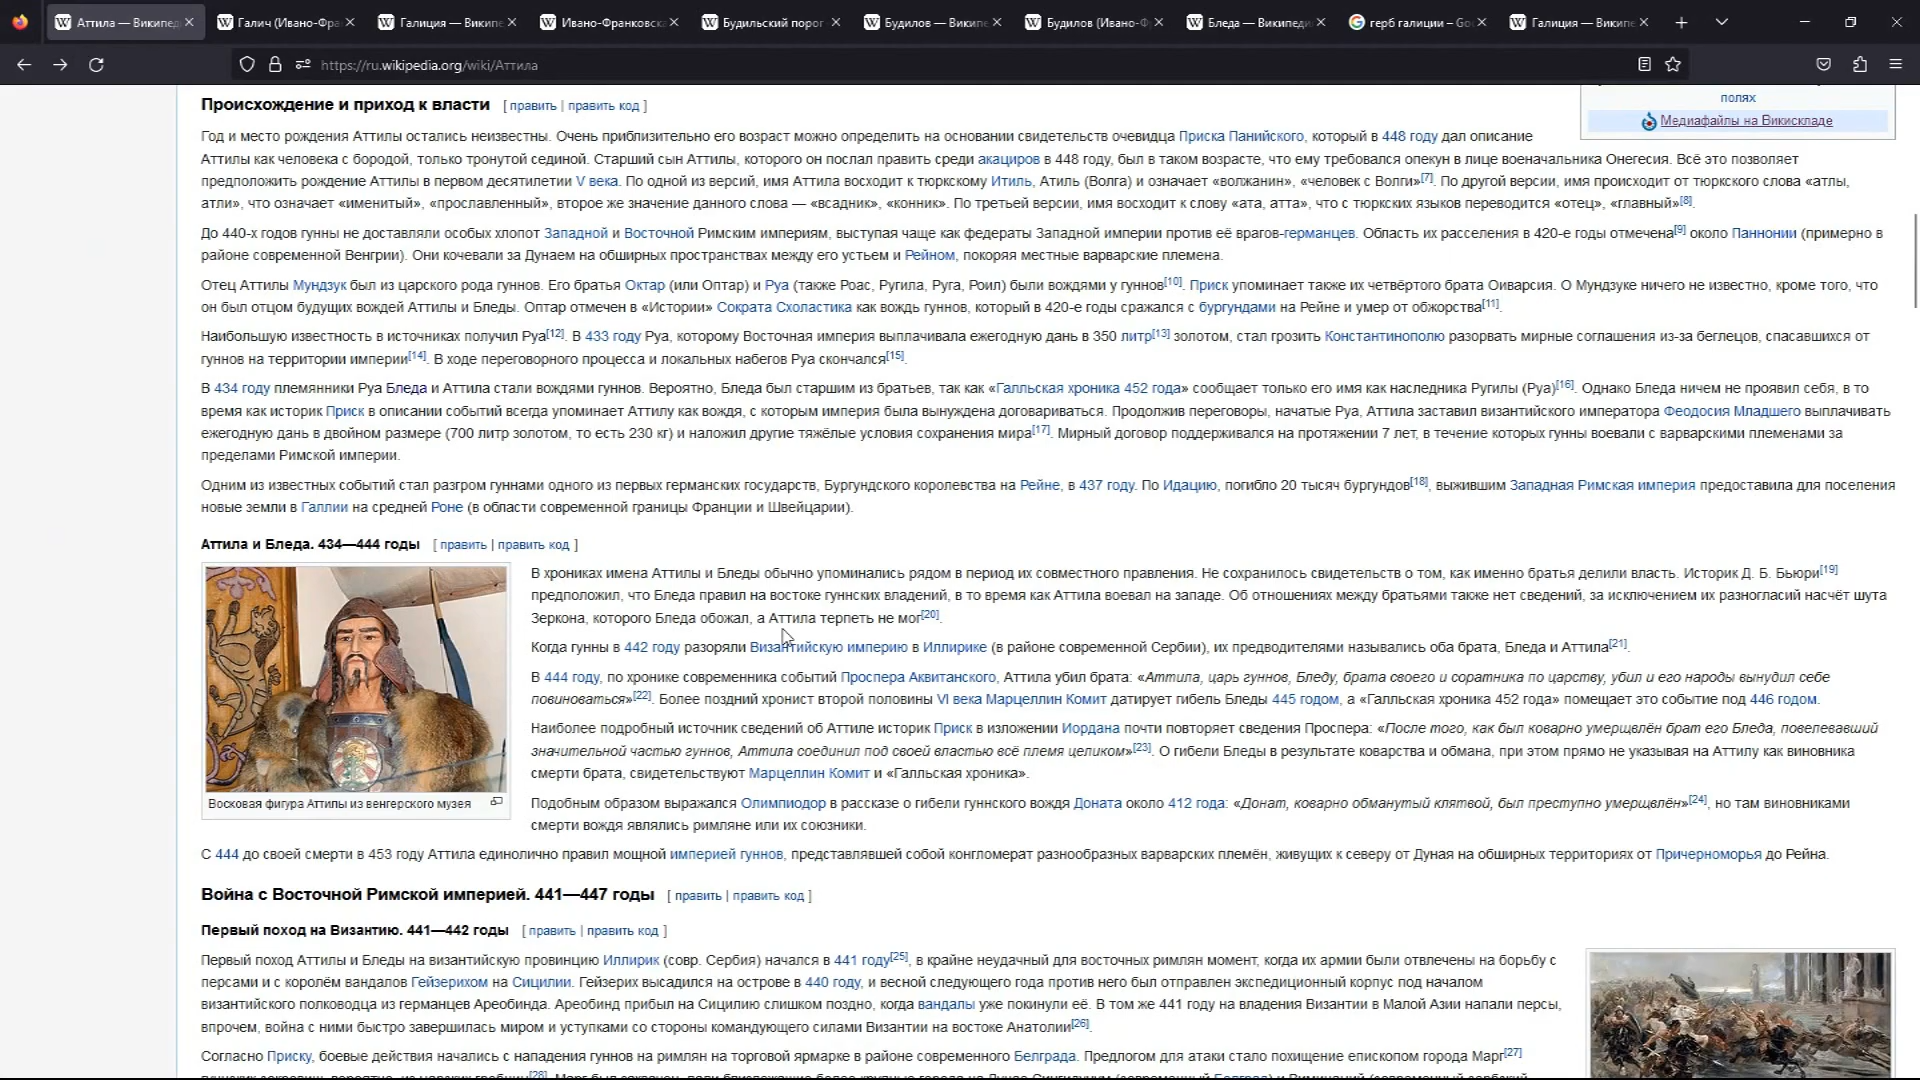 Аттила — Википед
Галич (Ивано-Фра
Галиция — Википе
Ивано-Франковска
Будильский порог
Будилов — Википе
Будилов (Ивано-Ф
Бледа — Википеди
герб галиции – Go
Галиция — Википе
https://ru.wikipedia.org/wiki/Аттила
полях
Медиафайлы на Викискладе
Происхождение и приход к власти [ править | править код ]
Год и место рождения Аттилы остались неизвестны. Очень приблизительно его возраст можно определить на основании свидетельств очевидца Приска Панийского, который в 448 году дал описание
Аттилы как человека с бородой, только тронутой сединой. Старший сын Аттилы, которого он послал править среди акациров в 448 году, был в таком возрасте, что ему требовался опекун в лице военачальника Онегесия. Всё это позволяет
предположить рождение Аттилы в первом десятилетии V века. По одной из версий, имя Аттила восходит к тюркскому Итиль, Атиль (Волга) и означает «волжанин», «человек с Волги»[7]. По другой версии, имя происходит от тюркского слова «атлы,
атли», что означает «именитый», «прославленный», второе же значение данного слова — «всадник», «конник». По третьей версии, имя восходит к слову «ата, атта», что с тюркских языков переводится «отец», «главный»[8].
До 440-х годов гунны не доставляли особых хлопот Западной и Восточной Римским империям, выступая чаще как федераты Западной империи против её врагов-германцев. Область их расселения в 420-е годы отмечена[9] около Паннонии (примерно в
районе современной Венгрии). Они кочевали за Дунаем на обширных пространствах между его устьем и Рейном, покоряя местные варварские племена.
Отец Аттилы Мундзук был из царского рода гуннов. Его братья Октар (или Оптар) и Руа (также Роас, Ругила, Руга, Роил) были вождями у гуннов[10]. Приск упоминает также их четвёртого брата Оиварсия. О Мундзуке ничего не известно, кроме того, что
он был отцом будущих вождей Аттилы и Бледы. Оптар отмечен в «Истории» Сократа Схоластика как вождь гуннов, который в 420-е годы сражался с бургундами на Рейне и умер от обжорства[11].
Наибольшую известность в источниках получил Руа[12]. В 433 году Руа, которому Восточная империя выплачивала ежегодную дань в 350 литр[13] золотом, стал грозить Константинополю разорвать мирные соглашения из-за беглецов, спасавшихся от
гуннов на территории империи[14]. В ходе переговорного процесса и локальных набегов Руа скончался[15].
В 434 году племянники Руа Бледа и Аттила стали вождями гуннов. Вероятно, Бледа был старшим из братьев, так как «Галльская хроника 452 года» сообщает только его имя как наследника Ругилы (Руа)[16]. Однако Бледа ничем не проявил себя, в то
время как историк Приск в описании событий всегда упоминает Аттилу как вождя, с которым империя была вынуждена договариваться. Продолжив переговоры, начатые Руа, Аттила заставил византийского императора Феодосия Младшего выплачивать
ежегодную дань в двойном размере (700 литр золотом, то есть 230 кг) и наложил другие тяжёлые условия сохранения мира[17]. Мирный договор поддерживался на протяжении 7 лет, в течение которых гунны воевали с варварскими племенами за
пределами Римской империи.
Одним из известных событий стал разгром гуннами одного из первых германских государств, Бургундского королевства на Рейне, в 437 году. По Идацию, погибло 20 тысяч бургундов[18], выжившим Западная Римская империя предоставила для поселения
новые земли в Галлии на средней Роне (в области современной границы Франции и Швейцарии).
Аттила и Бледа. 434—444 годы [ править | править код ]
Восковая фигура Аттилы из венгерского музея
В хрониках имена Аттилы и Бледы обычно упоминались рядом в период их совместного правления. Не сохранилось свидетельств о том, как именно братья делили власть. Историк Д. Б. Бьюри[19]
предположил, что Бледа правил на востоке гуннских владений, в то время как Аттила воевал на западе. Об отношениях между братьями также нет сведений, за исключением их разногласий насчёт шута
Зеркона, которого Бледа обожал, а Аттила терпеть не мог[20].
Когда гунны в 442 году разоряли Византийскую империю в Иллирике (в районе современной Сербии), их предводителями назывались оба брата, Бледа и Аттила[21].
В 444 году, по хронике современника событий Проспера Аквитанского, Аттила убил брата: «Аттила, царь гуннов, Бледу, брата своего и соратника по царству, убил и его народы вынудил себе
повиноваться»[22]. Более поздний хронист второй половины VI века Марцеллин Комит датирует гибель Бледы 445 годом, а «Галльская хроника 452 года» помещает это событие под 446 годом.
Наиболее подробный источник сведений об Аттиле историк Приск в изложении Иордана почти повторяет сведения Проспера: «После того, как был коварно умерщвлён брат его Бледа, повелевавший
значительной частью гуннов, Аттила соединил под своей властью всё племя целиком»[23]. О гибели Бледы в результате коварства и обмана, при этом прямо не указывая на Аттилу как виновника
смерти брата, свидетельствуют Марцеллин Комит и «Галльская хроника».
Подобным образом выражался Олимпиодор в рассказе о гибели гуннского вождя Доната около 412 года: «Донат, коварно обманутый клятвой, был преступно умерщвлён»[24], но там виновниками
смерти вождя являлись римляне или их союзники.
С 444 до своей смерти в 453 году Аттила единолично правил мощной империей гуннов, представлявшей собой конгломерат разнообразных варварских племён, живущих к северу от Дуная на обширных территориях от Причерноморья до Рейна.
Война с Восточной Римской империей. 441—447 годы [ править | править код ]
Первый поход на Византию. 441—442 годы [ править | править код ]
Первый поход Аттилы и Бледы на византийскую провинцию Иллирик (совр. Сербия) начался в 441 году[25], в крайне неудачный для восточных римлян момент, когда их армии были отвлечены на борьбу с
персами и с королём вандалов Гейзерихом на Сицилии. Гейзерих высадился на острове в 440 году, и весной следующего года против него был отправлен экспедиционный корпус под началом
византийского полководца из германцев Ареобинда. Ареобинд прибыл на Сицилию слишком поздно, когда вандалы уже покинули её. В том же 441 году на владения Византии в Малой Азии напали персы,
впрочем, война с ними быстро завершилась миром и уступками со стороны командующего силами Византии на востоке Анатолии[26].
Согласно Приску, боевые действия начались с нападения гуннов на римлян на торговой ярмарке в районе современного Белграда. Предлогом для атаки стало похищение епископом города Марг[27]